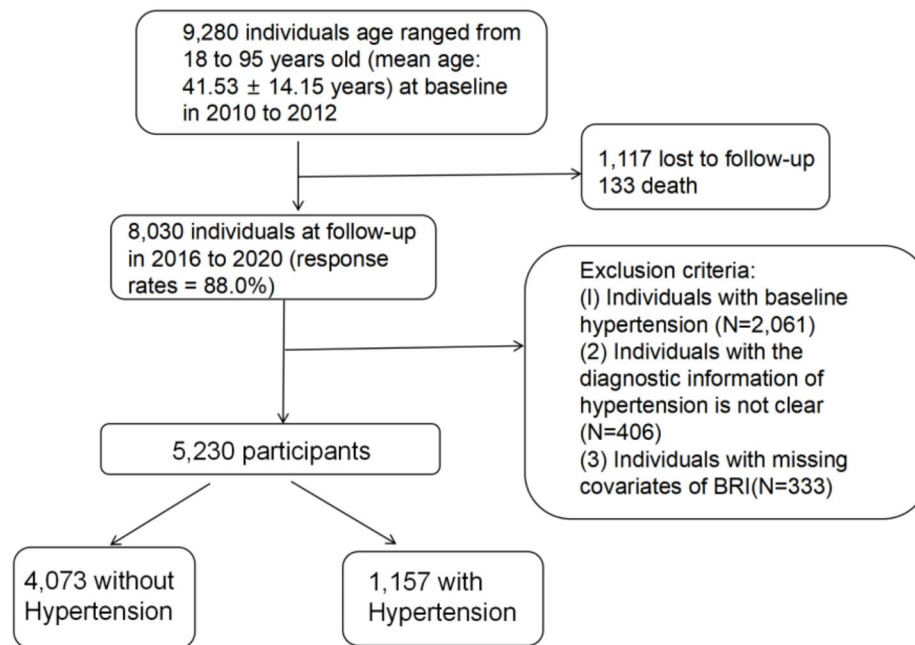 9,280 individuals age ranged from
18 to 95 years old (mean age:
41.53 ± 14.15 years) at baseline
in 2010 to 2012
1,117 lost to follow-up
133 death
8,030 individuals at follow-up
in 2016 to 2020 (response
rates = 88.0%)
Exclusion criteria:
(I) Individuals with baseline
hypertension (N=2,061)
(2) Individuals with the
diagnostic information of
hypertension is not clear
(N=406)
(3) Individuals with missing
covariates of BRI(N=333)
5,230 participants
4,073 without
Hypertension
1,157 with
Hypertension